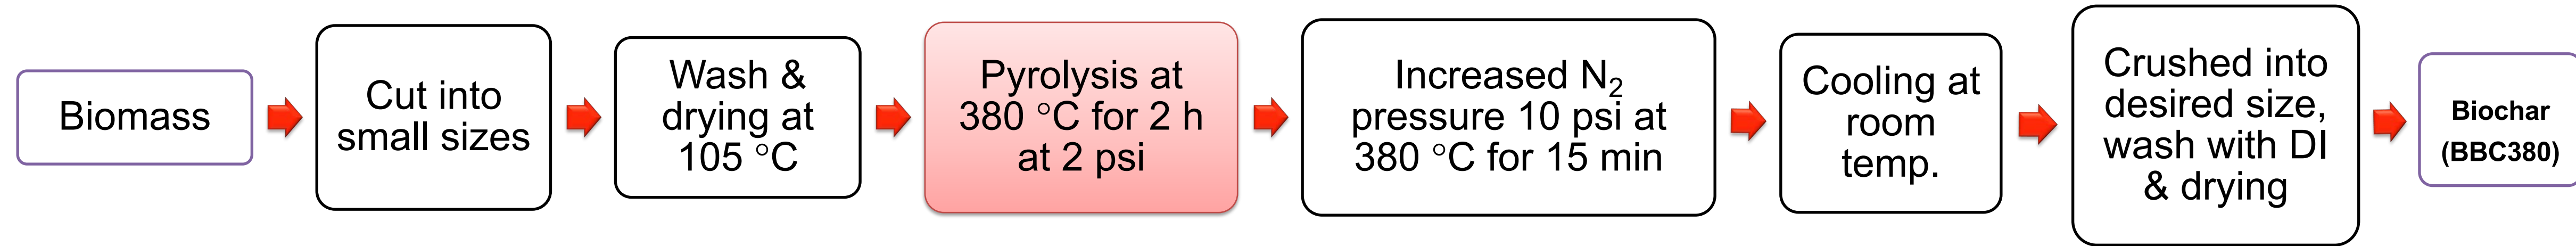 Biomass
Cut into
small sizes
Wash &
drying at
105 °C
Pyrolysis at
380 °C for 2 h
at 2 psi
Increased N₂
pressure 10 psi at
380 °C for 15 min
Cooling at
room
temp.
Crushed into
desired size,
wash with DI
& drying
Biochar
(BBC380)